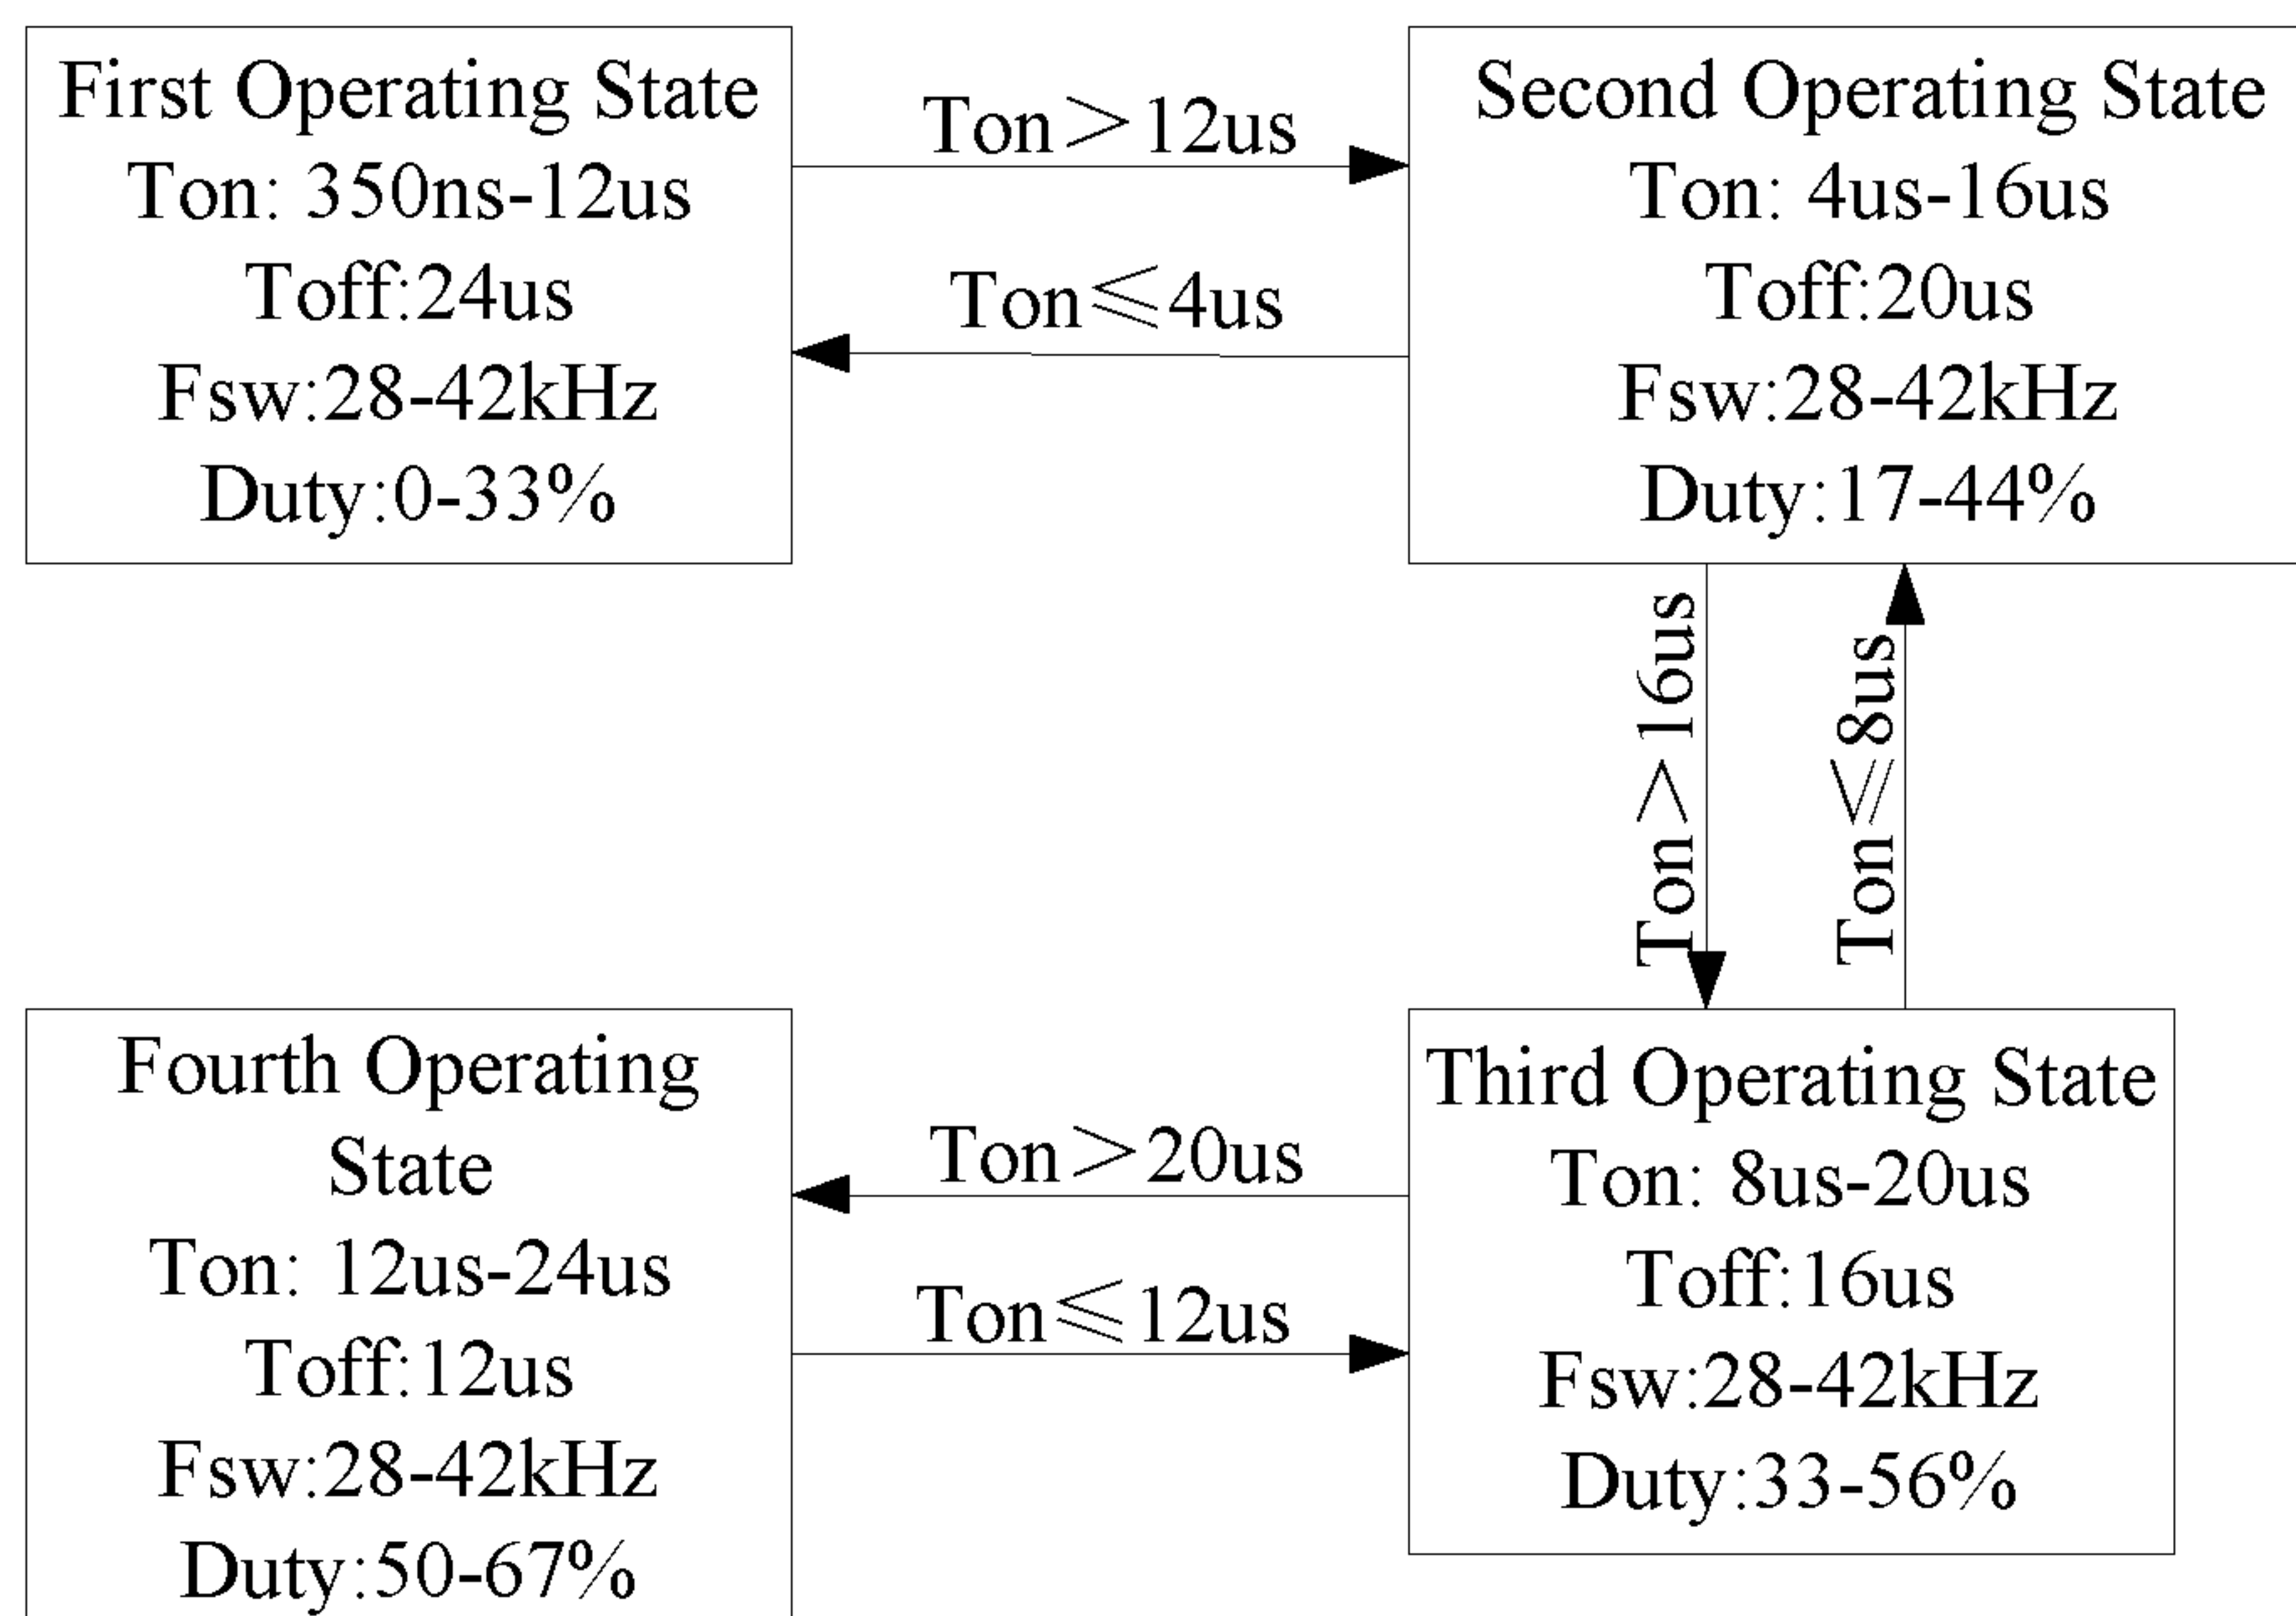 First Operating State
Ton: 350ns-12us
Toff:24us
Fsw:28-42kHz
Duty:0-33%
Ton＞12us
Ton≤4us
Second Operating State
Ton: 4us-16us
Toff:20us
Fsw:28-42kHz
Duty:17-44%
Ton＞16us
Ton≤8us
Fourth Operating
State
Ton: 12us-24us
Toff:12us
Fsw:28-42kHz
Duty:50-67%
Ton＞20us
Ton≤12us
Third Operating State
Ton: 8us-20us
Toff:16us
Fsw:28-42kHz
Duty:33-56%